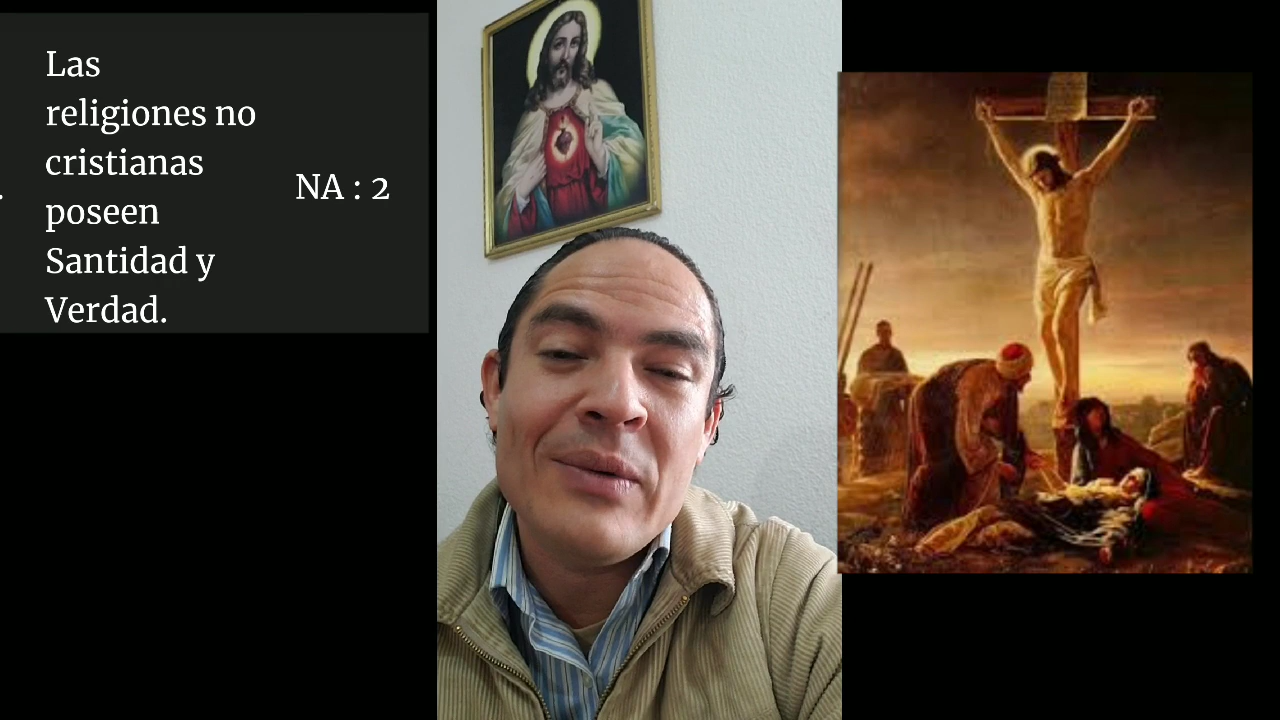 Las
religiones no
cristianas
poseen
Santidad y
Verdad.
NA : 2